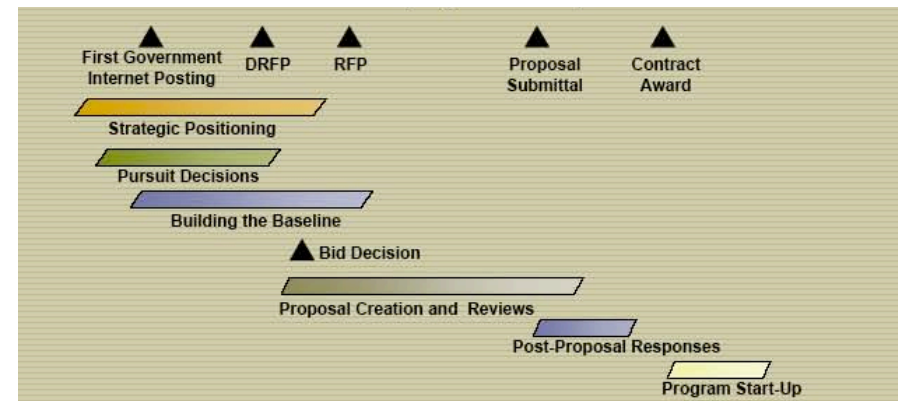 First Government
Internet Posting
DRFP
RFP
Proposal
Submittal
Contract
Award
Strategic Positioning
Pursuit Decisions
Building the Baseline
Bid Decision
Proposal Creation and Reviews
Post-Proposal Responses
Program Start-Up